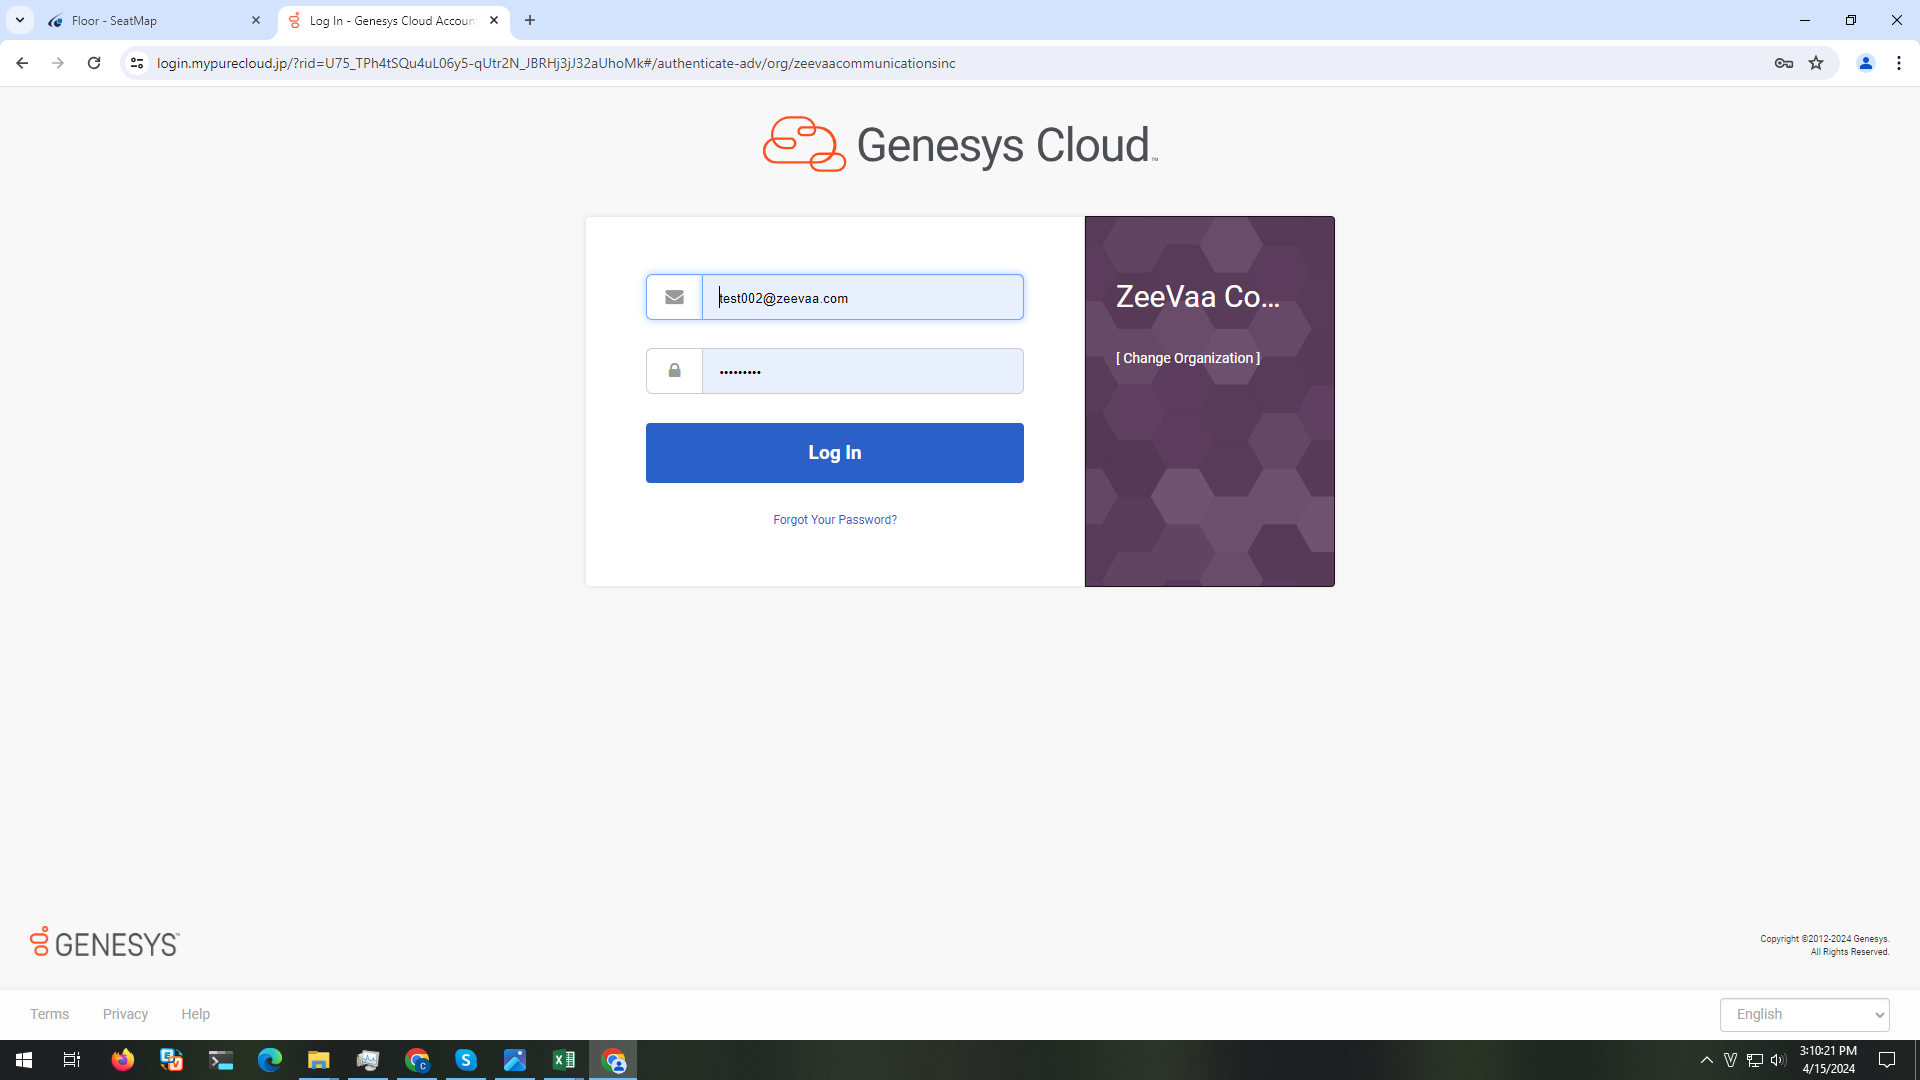 Floor - SeatMap
Log In - Genesys Cloud Accoun
login.mypurecloud.jp/?rid=U75_TPh4tSQu4uL06y5-qUtr2N_JBRHj3jJ32aUhoMk#/authenticate-adv/org/zeevaacommunicationsinc
Genesys Cloud™
test002@zeevaa.com
•••••••••
Log In
Forgot Your Password?
ZeeVaa Co...
[ Change Organization ]
GENESYS™
Copyright ©2012-2024 Genesys.
All Rights Reserved.
Terms
Privacy
Help
English
3:10:21 PM
4/15/2024